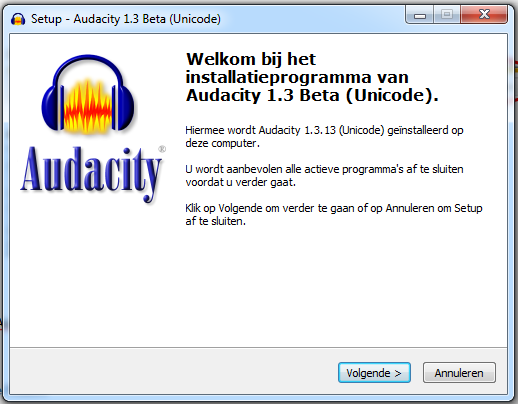 Setup - Audacity 1.3 Beta (Unicode)
Welkom bij het
installatieprogramma van
Audacity 1.3 Beta (Unicode).
Audacity®
Hiermee wordt Audacity 1.3.13 (Unicode) geïnstalleerd op
deze computer.
U wordt aanbevolen alle actieve programma's af te sluiten
voordat u verder gaat.
Klik op Volgende om verder te gaan of op Annuleren om Setup
af te sluiten.
Volgende >
Annuleren